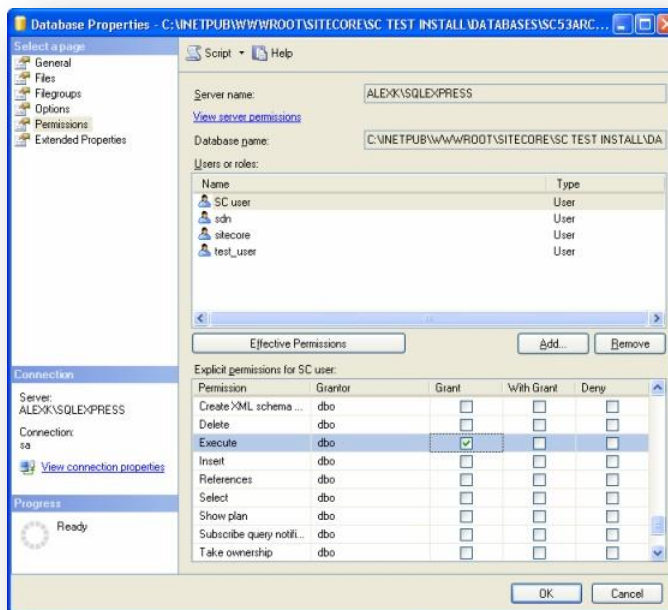 Database Properties - C:\INETPUB\WWWROOT\SITECORE\SC TEST INSTALL\DATABASES\SC53ARC...
Select a page
General
Files
Filegroups
Options
Permissions
Extended Properties
Script Help
Server name: ALEXK\SQLEXPRESS
View server permissions
Database name: C:\INETPUB\WWWROOT\SITECORE\SC TEST INSTALL\DA
Users or roles:
Name Type
SC user User
sdn User
sitecore User
test_user User
Effective Permissions Add... Remove
Explicit permissions for SC user:
Permission Grantor Grant With Grant Deny
Create XML schema ... dbo
Delete dbo
Execute dbo
Insert dbo
References dbo
Select dbo
Show plan dbo
Subscribe query notifi... dbo
Take ownership dbo
Connection
Server:
ALEXK\SQLEXPRESS
Connection:
sa
View connection properties
Progress
Ready
OK Cancel